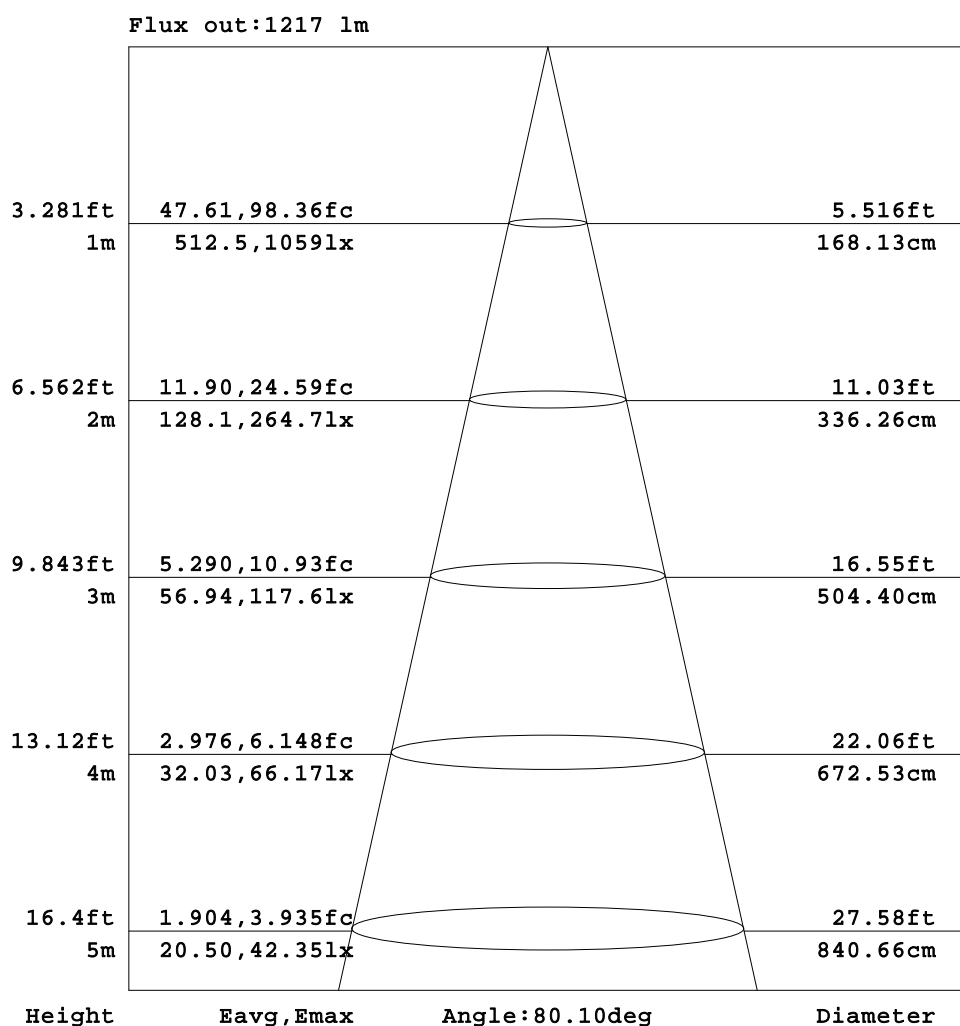 Flux out:1217 lm
3.281ft 47.61,98.36fc 5.516ft
1m 512.5,1059lx 168.13cm
6.562ft 11.90,24.59fc 11.03ft
2m 128.1,264.7lx 336.26cm
9.843ft 5.290,10.93fc 16.55ft
3m 56.94,117.6lx 504.40cm
13.12ft 2.976,6.148fc 22.06ft
4m 32.03,66.17lx 672.53cm
16.4ft 1.904,3.935fc 27.58ft
5m 20.50,42.35lx 840.66cm
Height Eavg,Emax Angle:80.10deg Diameter